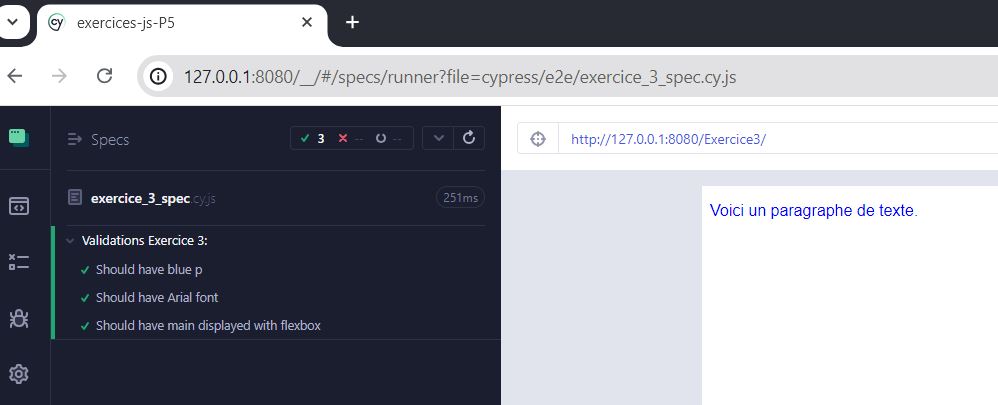 cy exercices-js-P5
127.0.0.1:8080/__/#/specs/runner?file=cypress/e2e/exercice_3_spec.cy.js
Specs 3 -- --
http://127.0.0.1:8080/Exercice3/
exercice_3_spec.cy.js 251ms
Voici un paragraphe de texte.
Validations Exercice 3:
Should have blue p
Should have Arial font
Should have main displayed with flexbox